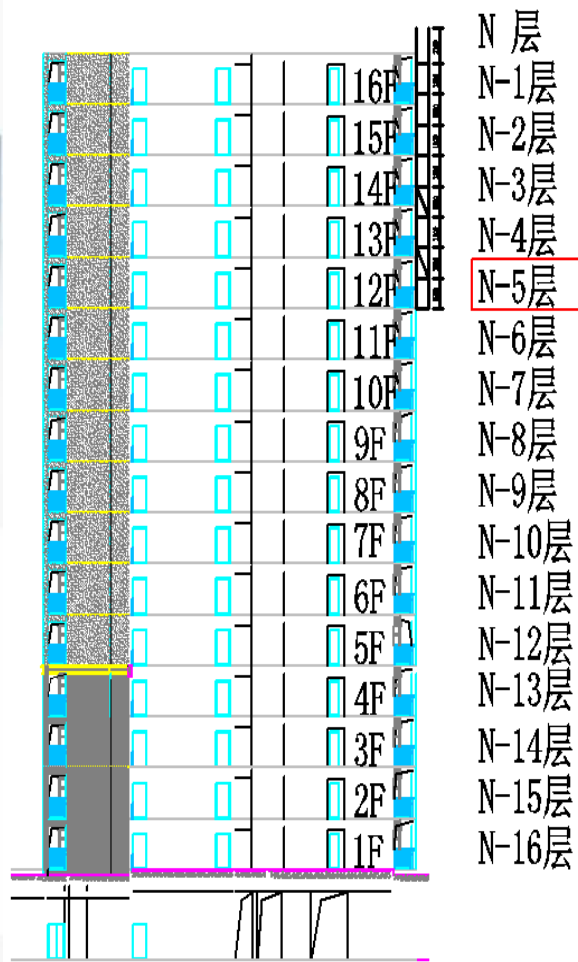 N 层
16F N-1层
15F N-2层
14F N-3层
13F N-4层
12F N-5层
11F N-6层
10F N-7层
9F N-8层
8F N-9层
7F N-10层
6F N-11层
5F N-12层
4F N-13层
3F N-14层
2F N-15层
1F N-16层